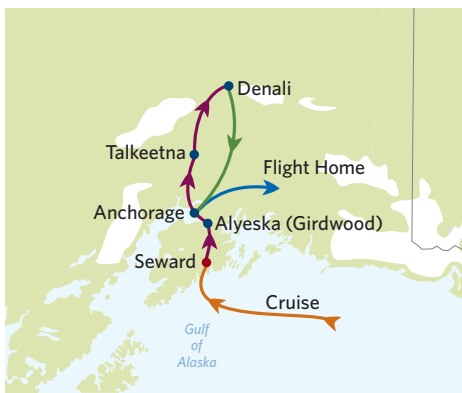 Denali
Talkeetna
Flight Home
Anchorage
Alyeska (Girdwood)
Seward
Cruise
Gulf
of
Alaska